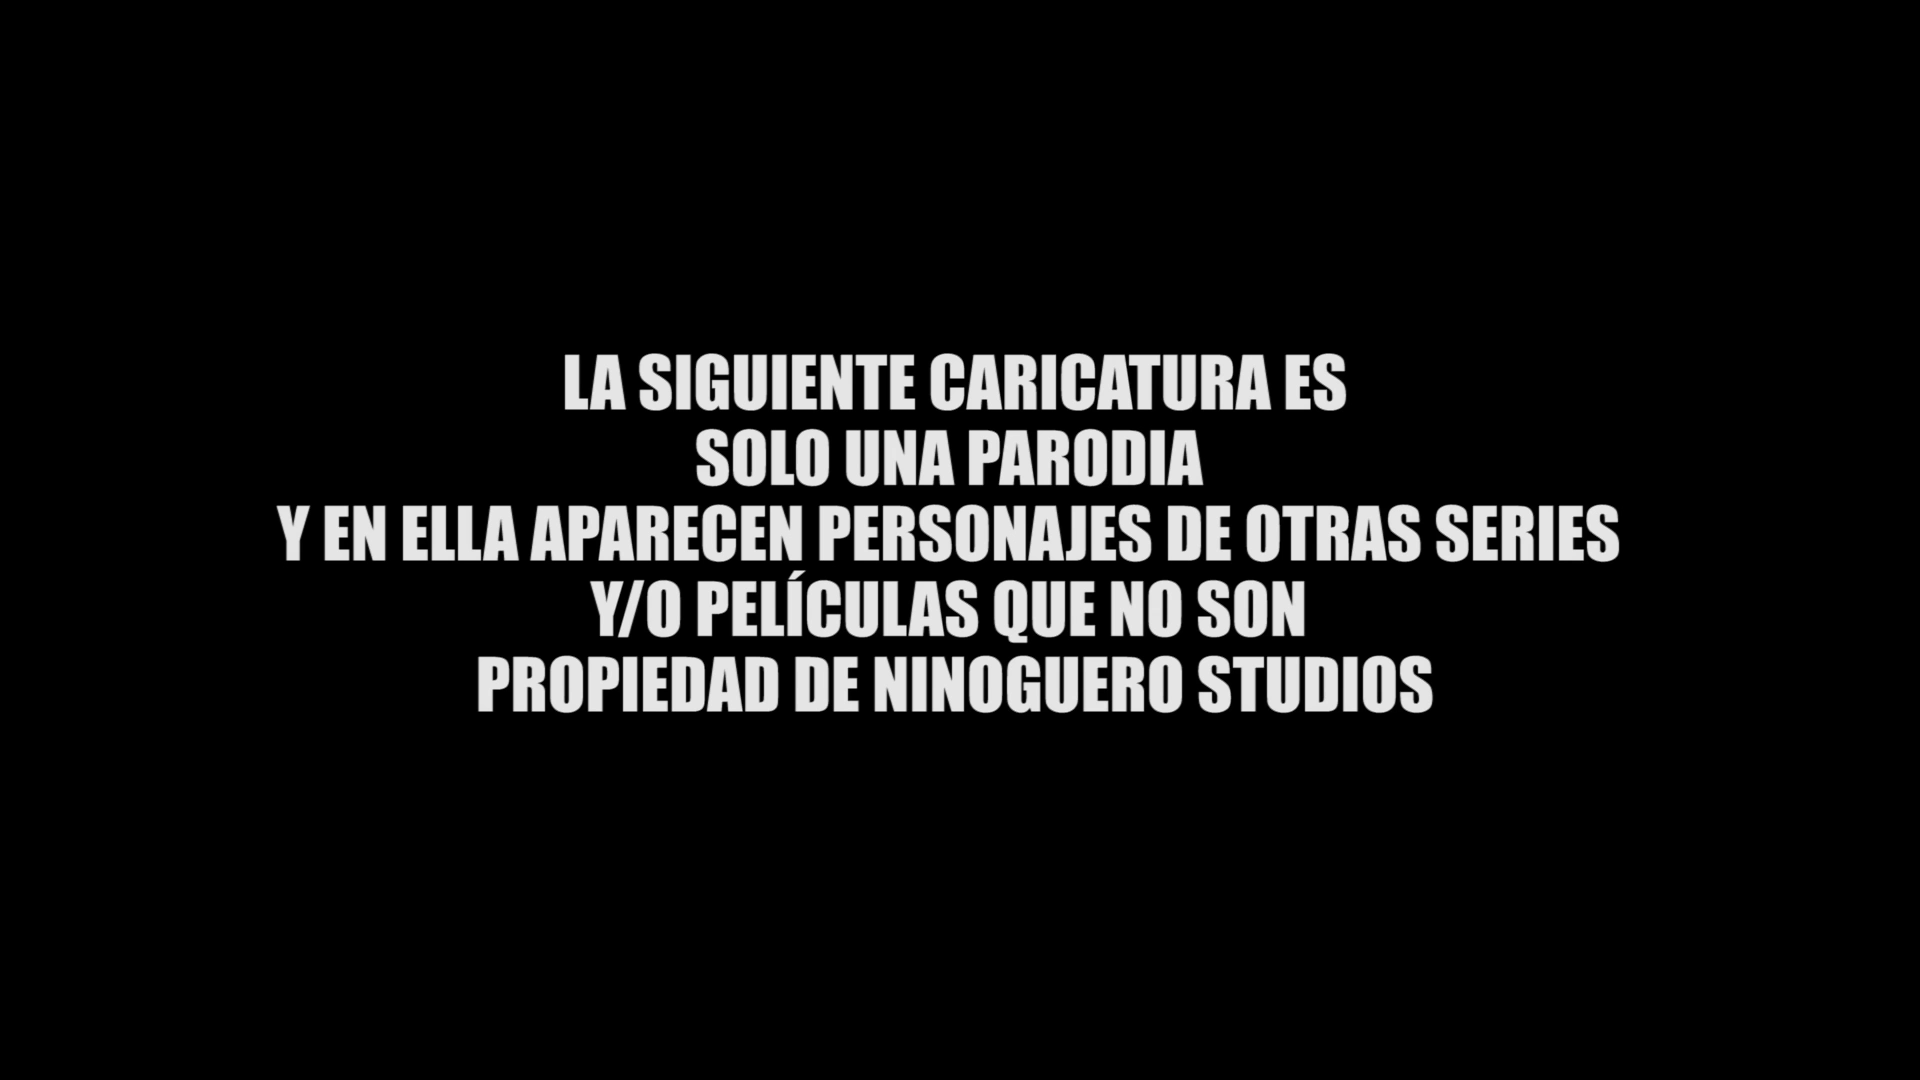 LA SIGUIENTE CARICATURA ES
SOLO UNA PARODIA
Y EN ELLA APARECEN PERSONAJES DE OTRAS SERIES
Y/O PELÍCULAS QUE NO SON
PROPIEDAD DE NINOGUERO STUDIOS